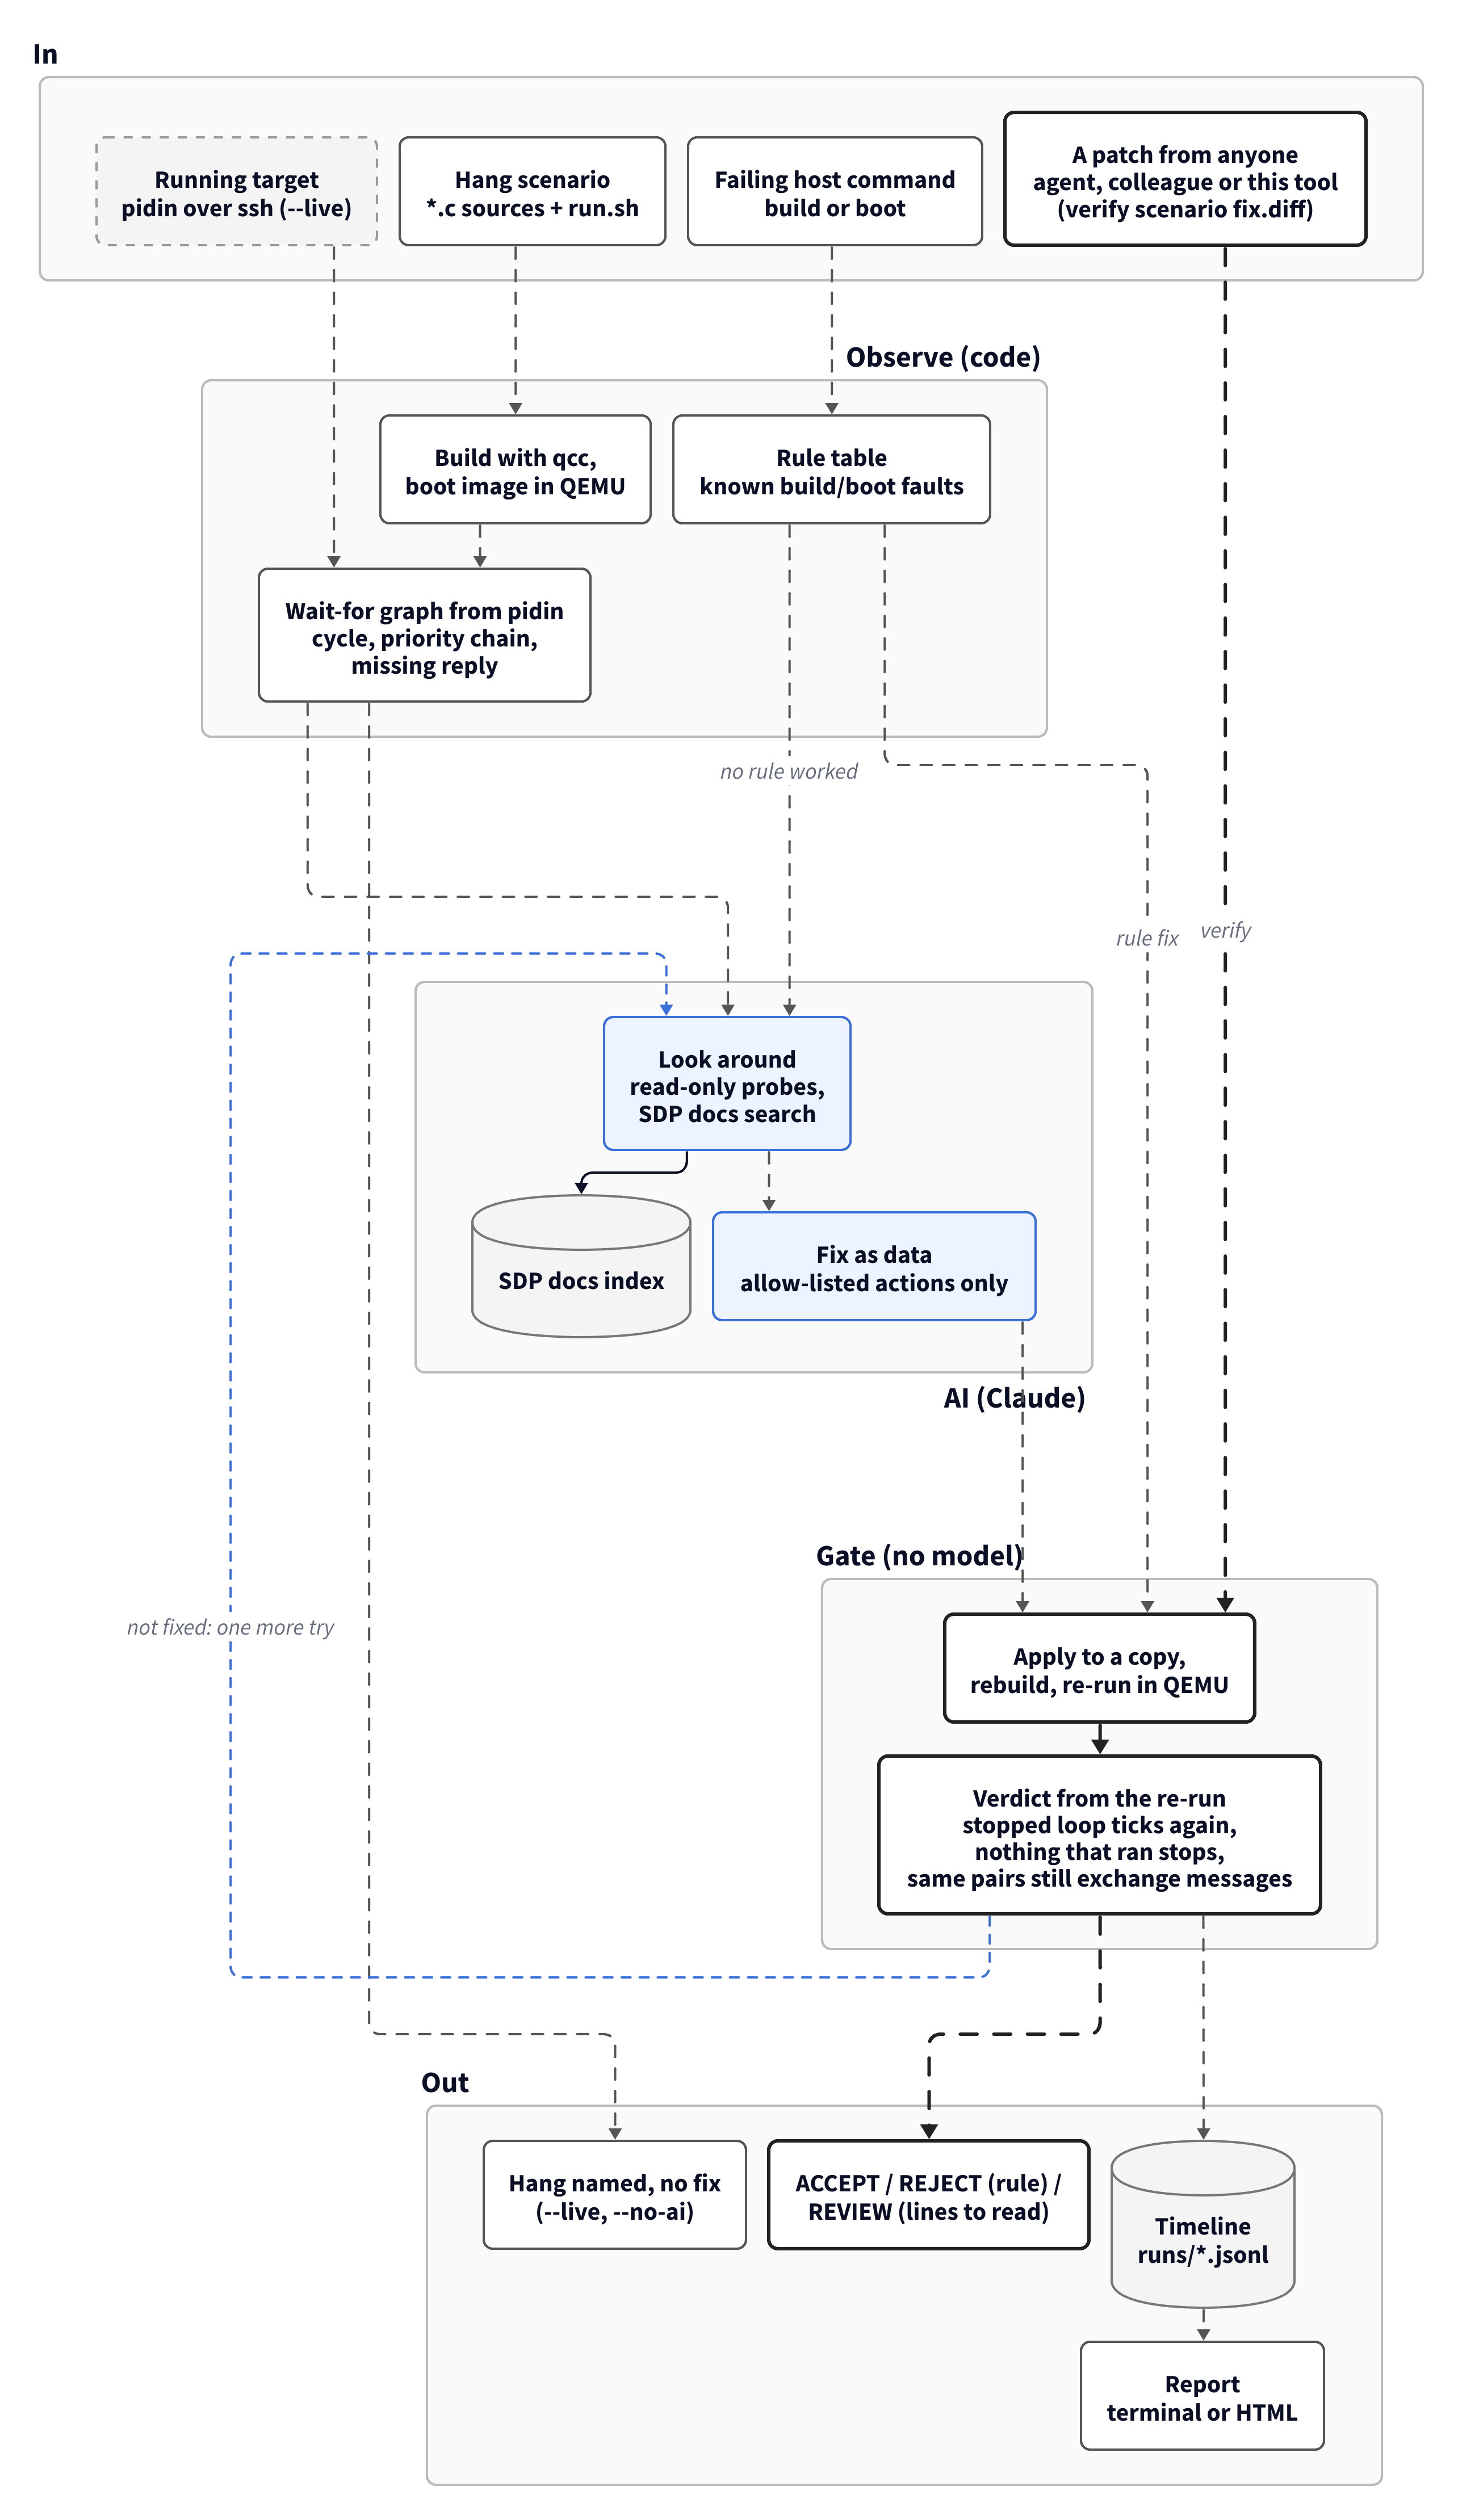 In
Running target
pidin over ssh (--live)
Hang scenario
*.c sources + run.sh
Failing host command
build or boot
A patch from anyone
agent, colleague or this tool
(verify scenario fix.diff)
Observe (code)
Build with qcc,
boot image in QEMU
Rule table
known build/boot faults
Wait-for graph from pidin
cycle, priority chain,
missing reply
no rule worked
rule fix
verify
Look around
read-only probes,
SDP docs search
SDP docs index
Fix as data
allow-listed actions only
AI (Claude)
Gate (no model)
not fixed: one more try
Apply to a copy,
rebuild, re-run in QEMU
Verdict from the re-run
stopped loop ticks again,
nothing that ran stops,
same pairs still exchange messages
Out
Hang named, no fix
(--live, --no-ai)
ACCEPT / REJECT (rule) /
REVIEW (lines to read)
Timeline
runs/*.jsonl
Report
terminal or HTML